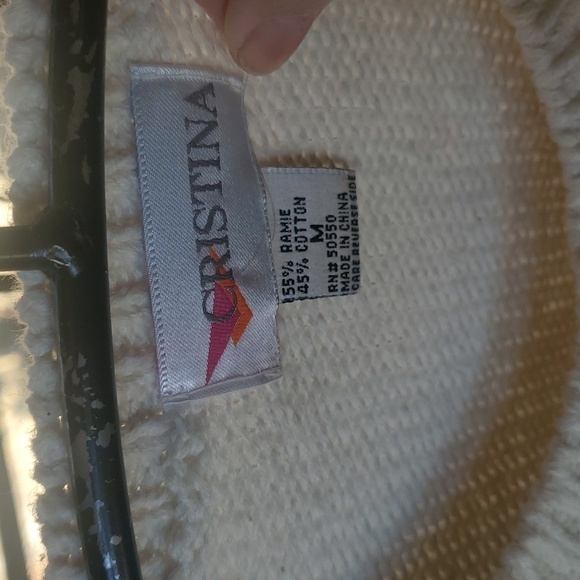 CRISTINA
55% RAMIE
45% COTTON
M
RN# 50550
MADE IN CHINA
CARE REVERSE SIDE